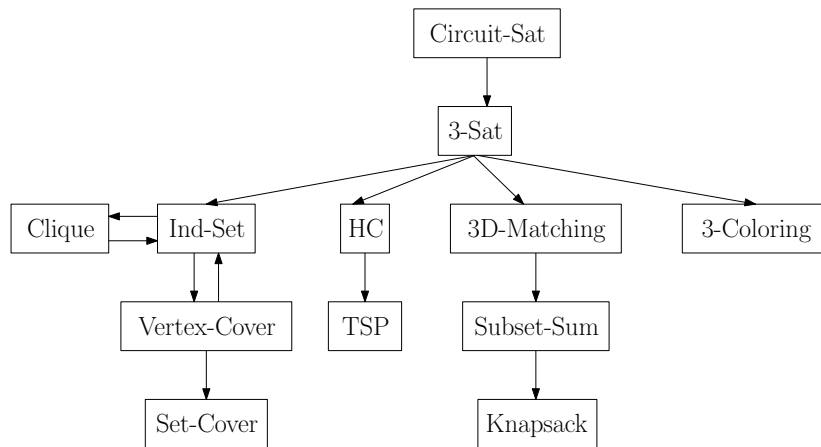 Circuit-Sat
3-Sat
Clique
Ind-Set
HC
3D-Matching
3-Coloring
Vertex-Cover
TSP
Subset-Sum
Set-Cover
Knapsack